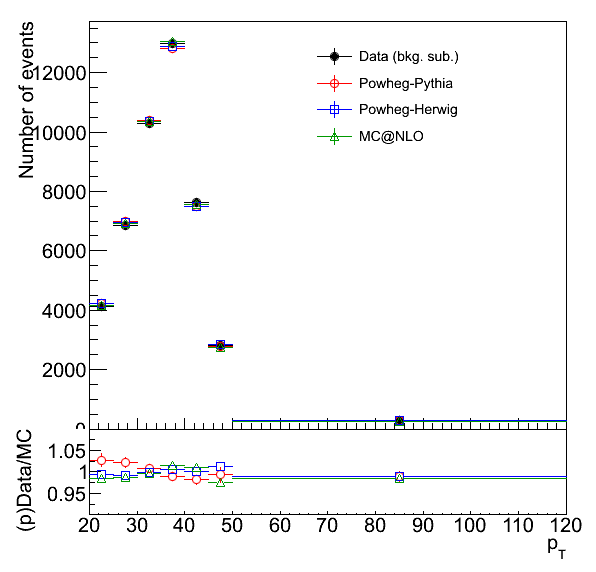 Number of events
12000
10000
8000
6000
4000
2000
0
Data (bkg. sub.)
Powheg-Pythia
Powheg-Herwig
MC@NLO
(p)Data/MC
1.05
1
0.95
20 30 40 50 60 70 80 90 100 110 120
pT